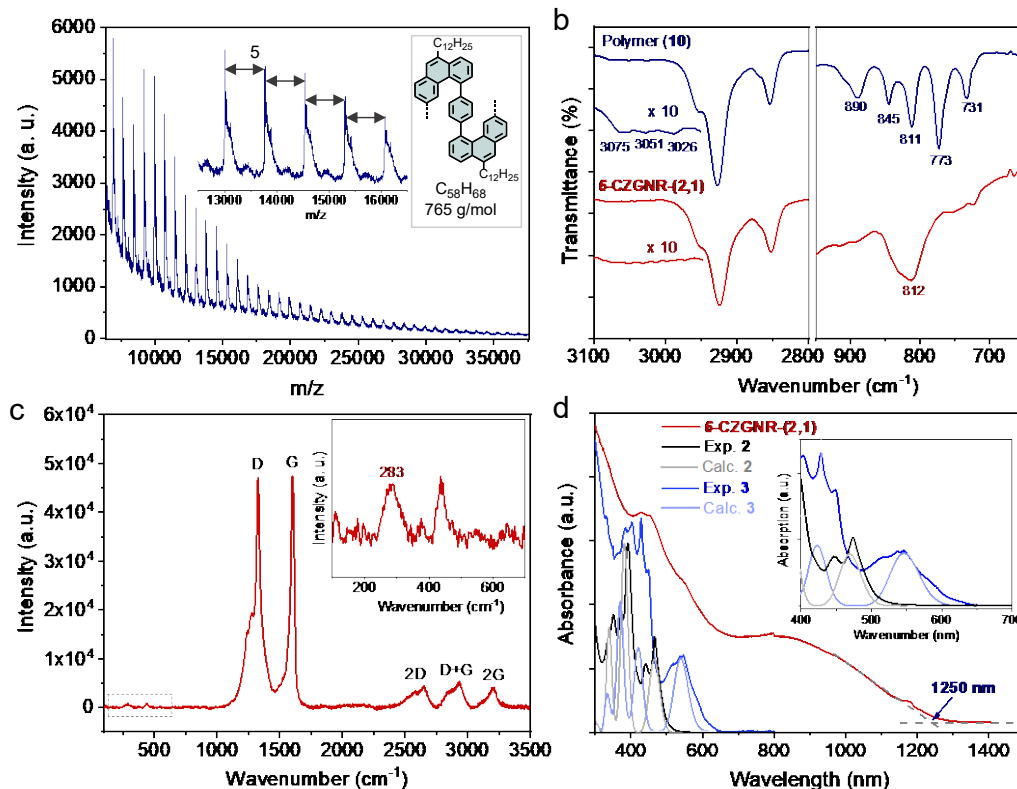 6000
5000
4000
3000
2000
1000
0
Intensity (a. u.)
10000 15000 20000 25000 30000 35000
m/z
5
13000 14000 15000 16000
m/z
C12H25
C12H25
C58H68
765 g/mol
b
Polymer (10)
x 10
3075 3051 3026
6-CZGNR-(2,1)
x 10
890
845
811
773
731
812
Transmittance (%)
3100 3000 2900 2800 900 800 700
Wavenumber (cm-1)
c
6x10^4
5x10^4
4x10^4
3x10^4
2x10^4
1x10^4
0
Intensity (a. u.)
D G
2D D+G 2G
500 1000 1500 2000 2500 3000 3500
Wavenumber (cm-1)
283
Intensity (a. u.)
200 400 600
Wavenumber (cm-1)
d
6-CZGNR-(2,1)
Exp. 2
Calc. 2
Exp. 3
Calc. 3
Absorbance (a.u.)
400 600 800 1000 1200 1400
Wavelength (nm)
1250 nm
Absorption (a.u.)
400 500 600 700
Wavenumber (nm)